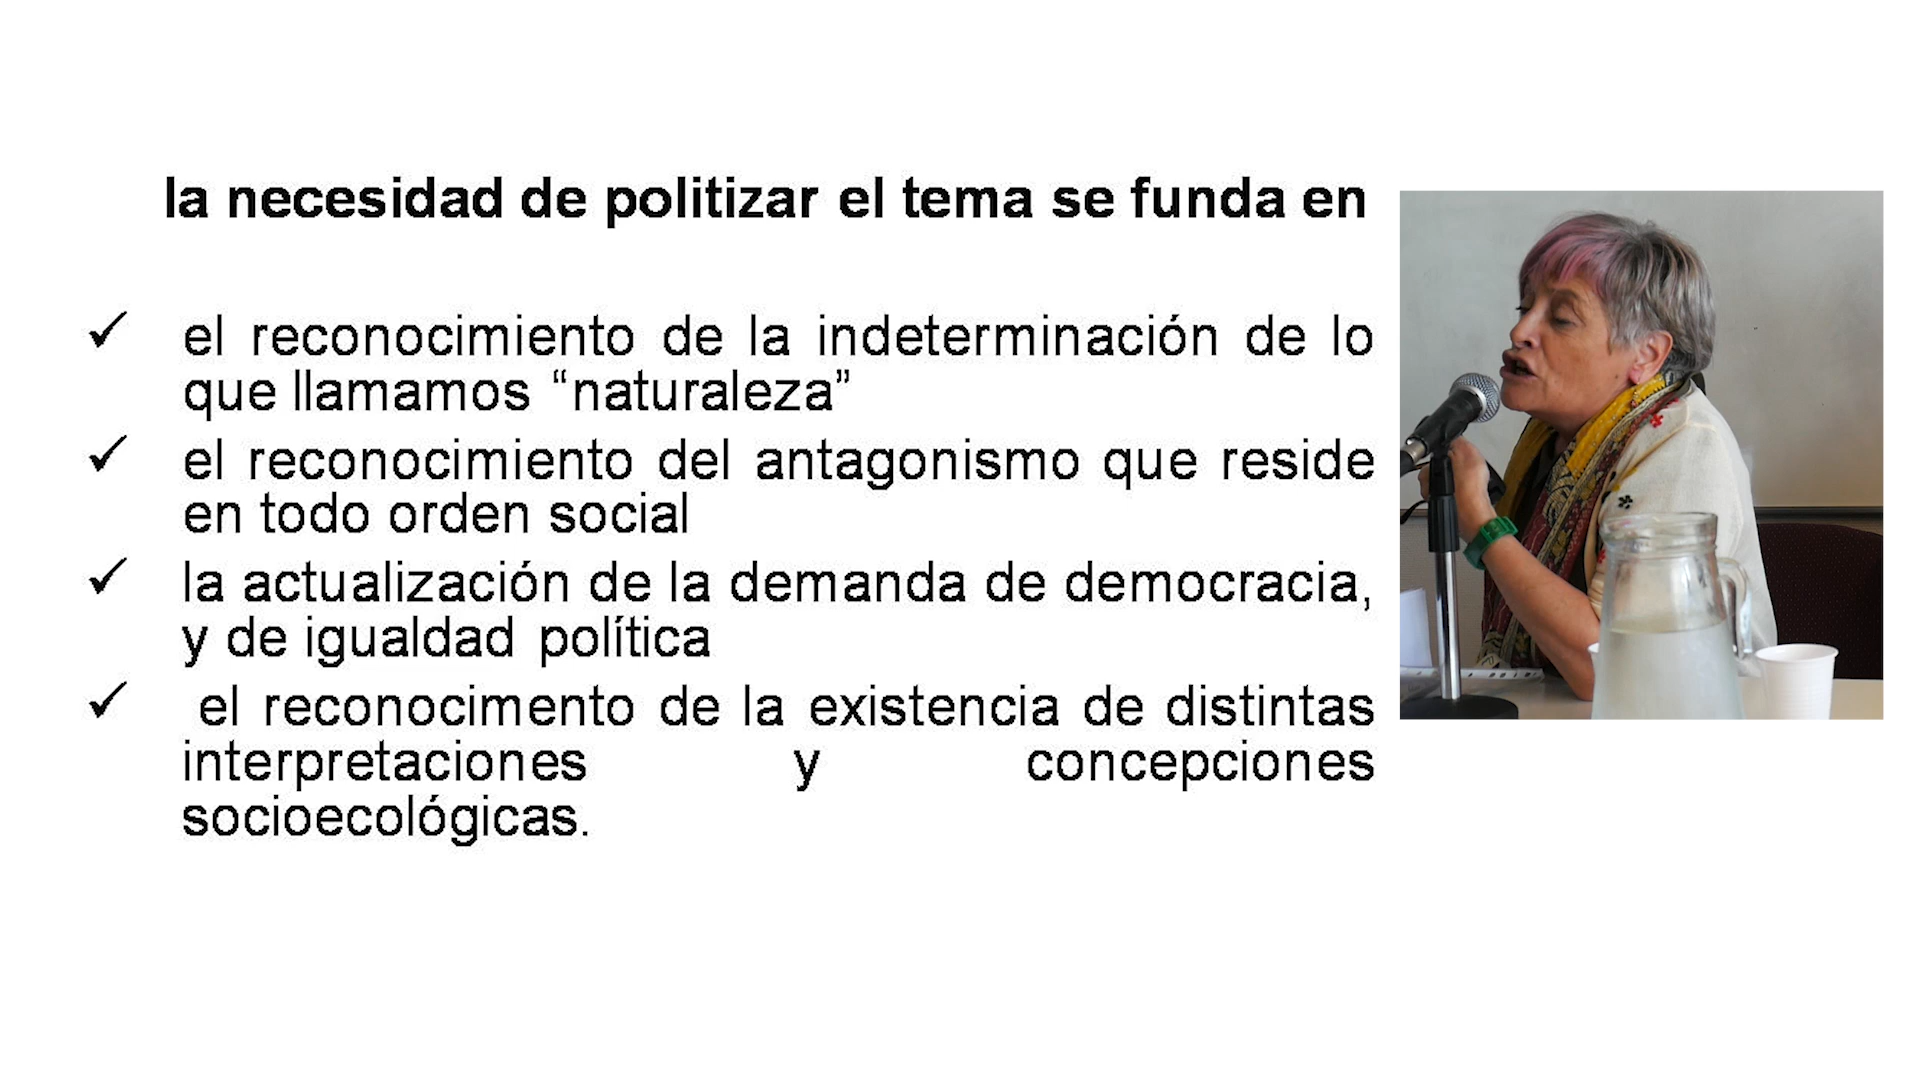 la necesidad de politizar el tema se funda en
✓ el reconocimiento de la indeterminación de lo
que llamamos “naturaleza”
✓ el reconocimiento del antagonismo que reside
en todo orden social
✓ la actualización de la demanda de democracia,
y de igualdad política
✓ el reconocimento de la existencia de distintas
interpretaciones y concepciones
socioecológicas.